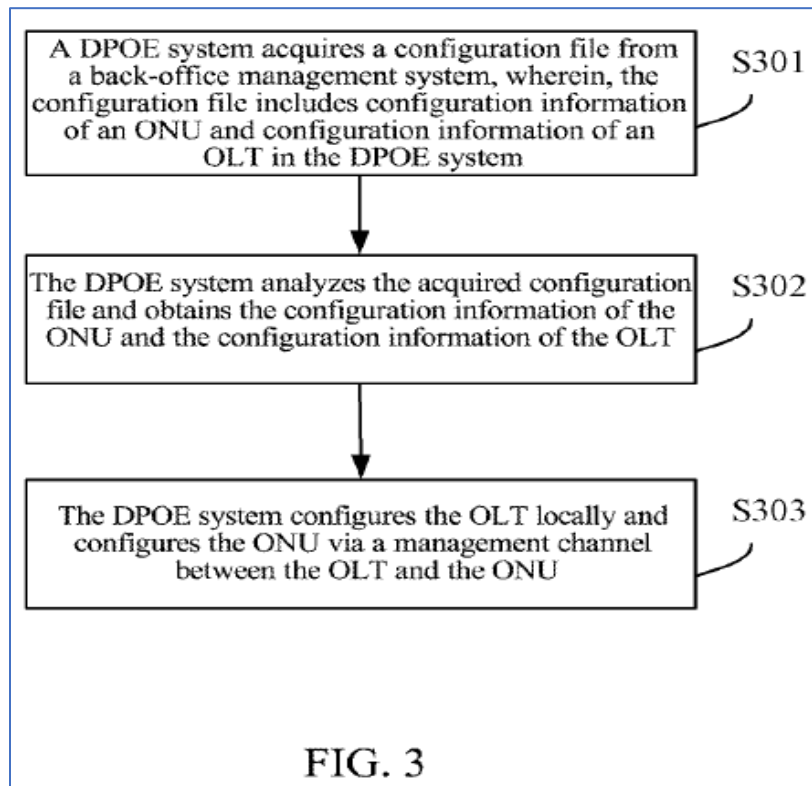 A DPOE system acquires a configuration file from
a back-office management system, wherein, the
configuration file includes configuration information
of an ONU and configuration information of an
OLT in the DPOE system
S301
The DPOE system analyzes the acquired configuration
file and obtains the configuration information of the
ONU and the configuration information of the OLT
S302
The DPOE system configures the OLT locally and
configures the ONU via a management channel
between the OLT and the ONU
S303
FIG. 3